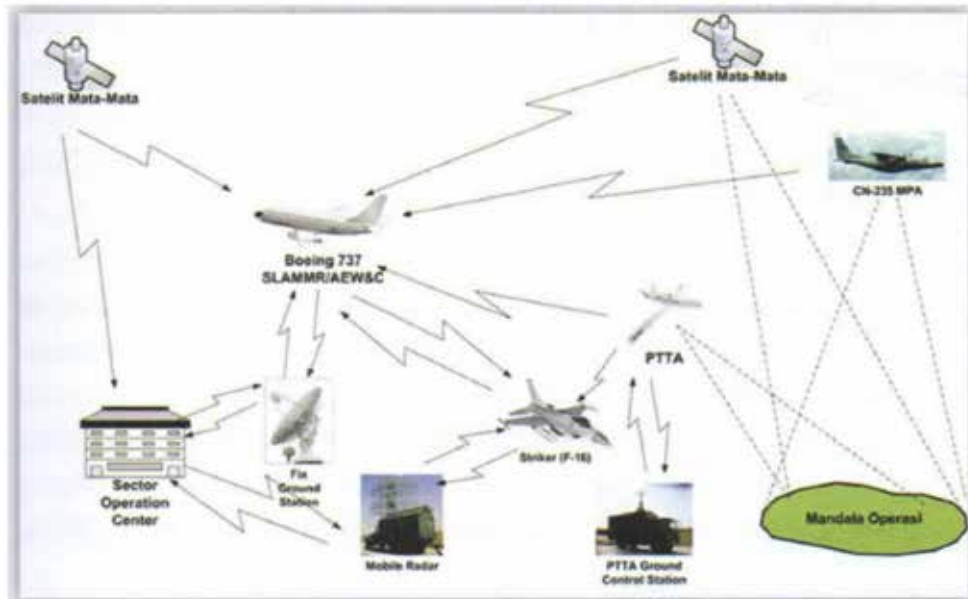 Satelit Mata-Mata
Satelit Mata-Mata
CN-235 MPA
Boeing 737
SLAMMR/AEW&C
PTTA
Striker (F-16)
Fix
Ground
Station
Sector
Operation
Center
Mandala Operasi
Mobile Radar
PTTA Ground
Control Station